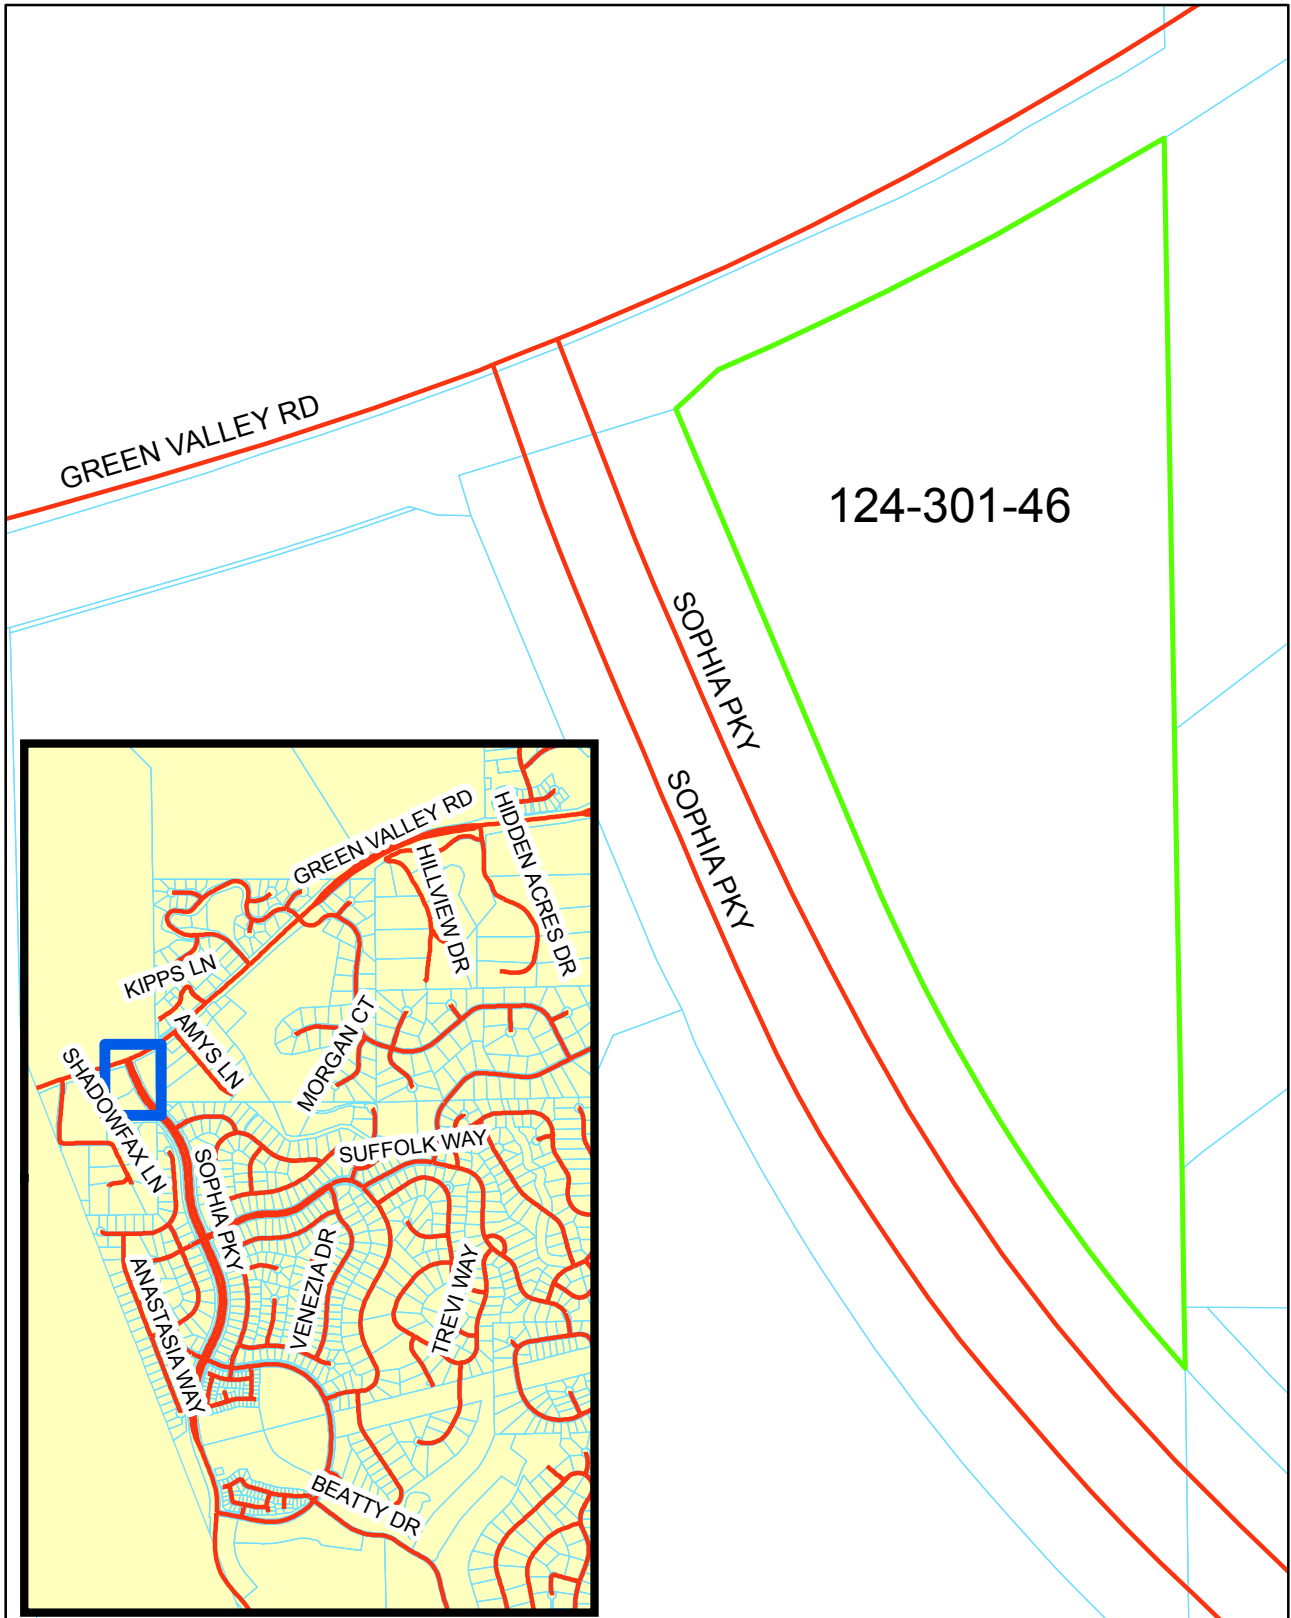 GREEN VALLEY RD
124-301-46
SOPHIA PKY
SOPHIA PKY
GREEN VALLEY RD
HIDDEN ACRES DR
HILLVIEW DR
KIPPS LN
AMYS LN
MORGAN CT
SHADOWFAX LN
SUFFOLK WAY
SOPHIA PKY
VENEZIA DR
TREVI WAY
ANASTASIA WAY
BEATTY DR